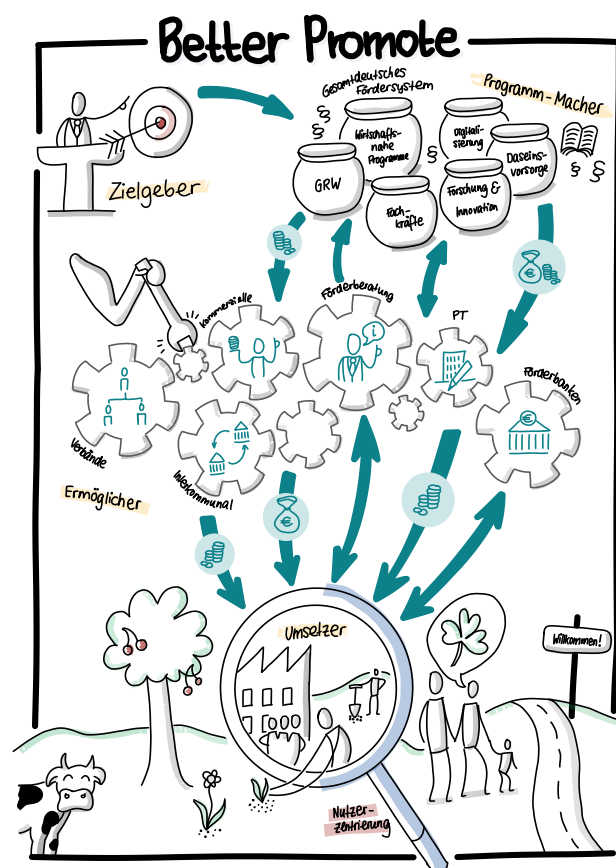 Better Promote
Gesamtdeutsches
Fördersystem
Programm-Macher
Wirtschafts-
nahe
Programme
Digitali-
sierung
Daseins-
vorsorge
GRW
Fach-
kräfte
Forschung &
Innovation
Zielgeber
Kommerzielle
Förderberatung
PT
Förderbanken
Verbände
Interkommunal
Ermöglicher
Umsetzer
Willkommen!
Nutzer-
zentrierung